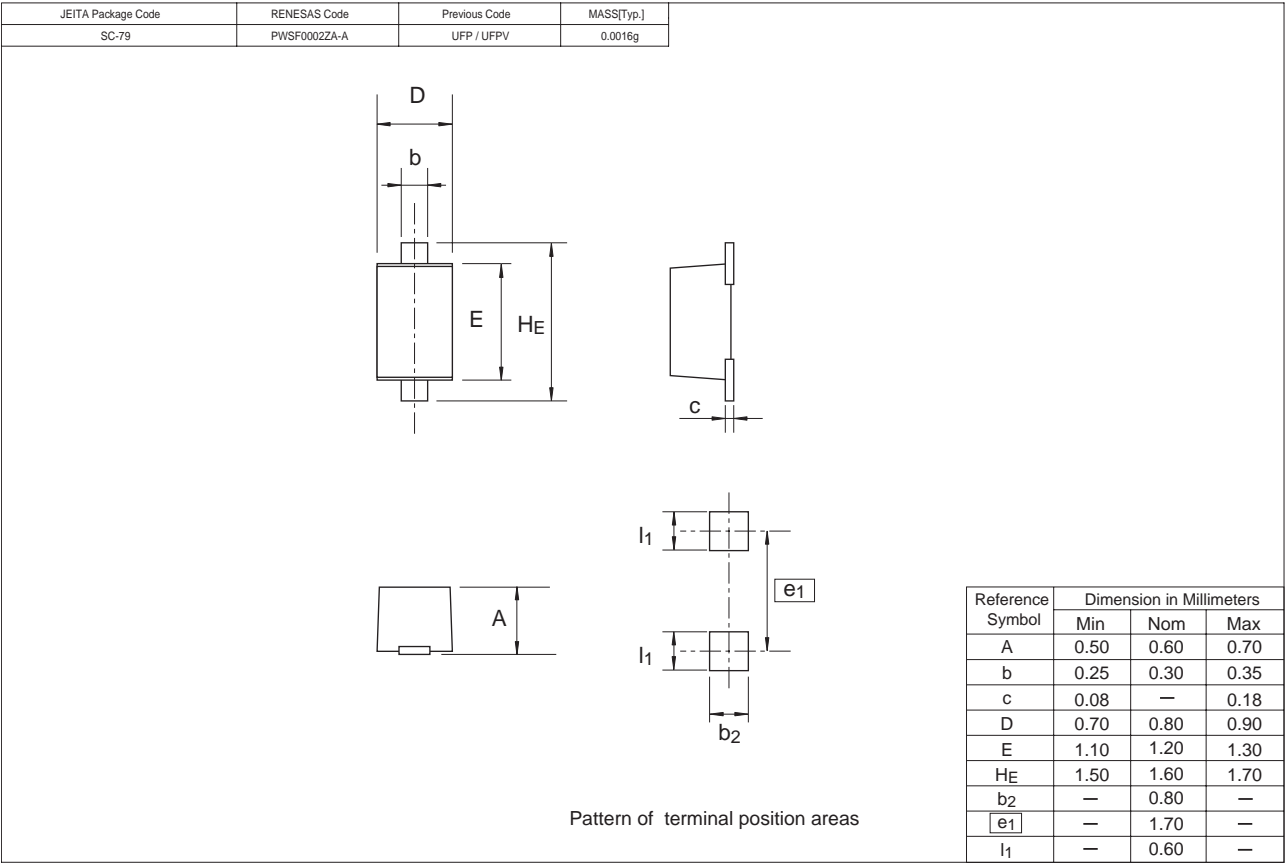 JEITA Package Code RENESAS Code Previous Code MASS[Typ.]
SC-79 PWSF0002ZA-A UFP / UFPV 0.0016g
D
b
E HE
c
l1
e1
A
l1
b2
Pattern of terminal position areas
Reference Symbol Dimension in Millimeters
Min Nom Max
A 0.50 0.60 0.70
b 0.25 0.30 0.35
c 0.08 — 0.18
D 0.70 0.80 0.90
E 1.10 1.20 1.30
HE 1.50 1.60 1.70
b2 — 0.80 —
e1 — 1.70 —
l1 — 0.60 —